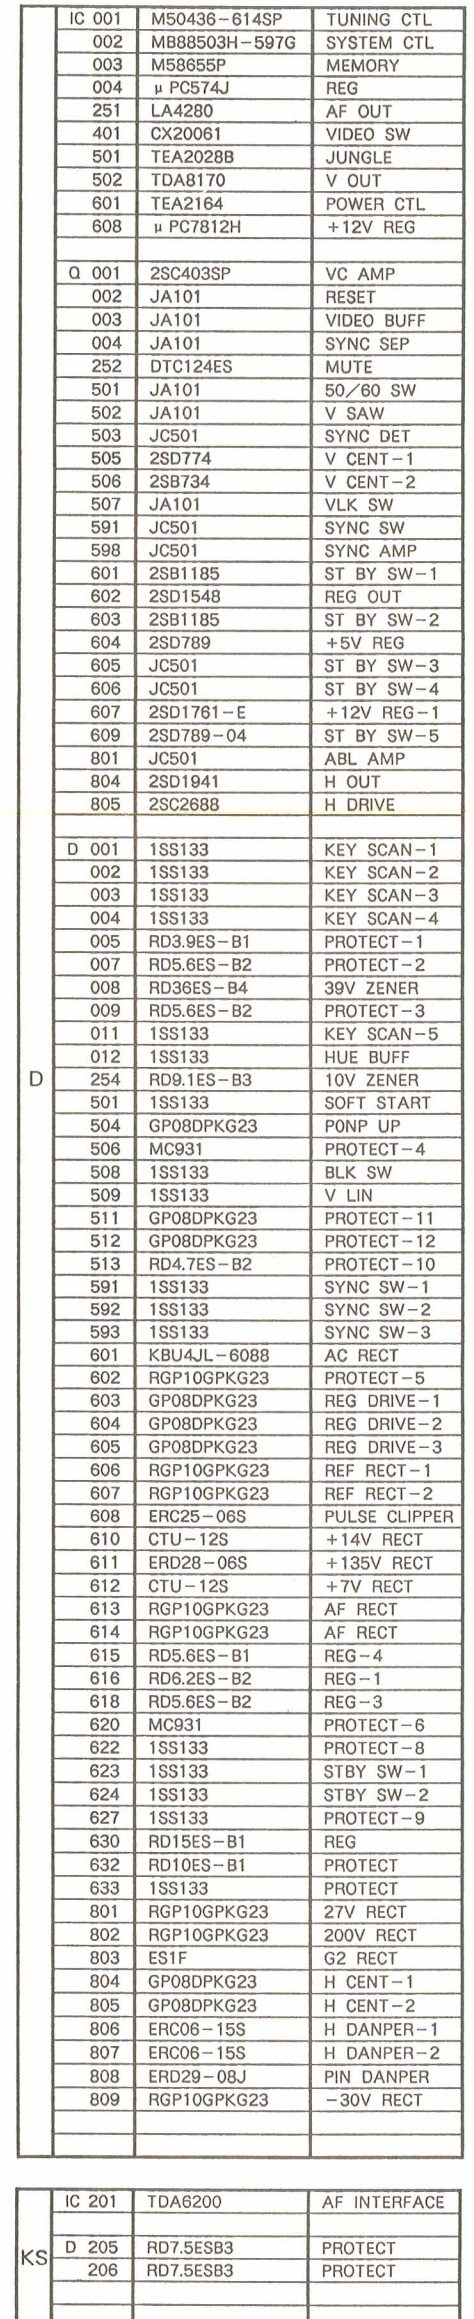 IC 001 M50436-614SP TUNING CTL
002 MB88503H-597G SYSTEM CTL
003 M58655P MEMORY
004 μPC574J REG
251 LA4280 AF OUT
401 CX20061 VIDEO SW
501 TEA2028B JUNGLE
502 TDA8170 V OUT
601 TEA2164 POWER CTL
608 μPC7812H +12V REG
Q 001 2SC403SP VC AMP
002 JA101 RESET
003 JA101 VIDEO BUFF
004 JA101 SYNC SEP
252 DTC124ES MUTE
501 JA101 50/60 SW
502 JA101 V SAW
503 JC501 SYNC DET
505 2SD774 V CENT-1
506 2SB734 V CENT-2
507 JA101 VLK SW
591 JC501 SYNC SW
598 JC501 SYNC AMP
601 2SB1185 ST BY SW-1
602 2SD1548 REG OUT
603 2SB1185 ST BY SW-2
604 2SD789 +5V REG
605 JC501 ST BY SW-3
606 JC501 ST BY SW-4
607 2SD1761-E +12V REG-1
609 2SD789-04 ST BY SW-5
801 JC501 ABL AMP
804 2SD1941 H OUT
805 2SC2688 H DRIVE
D 001 1SS133 KEY SCAN-1
002 1SS133 KEY SCAN-2
003 1SS133 KEY SCAN-3
004 1SS133 KEY SCAN-4
005 RD3.9ES-B1 PROTECT-1
007 RD5.6ES-B2 PROTECT-2
008 RD36ES-B4 39V ZENER
009 RD5.6ES-B2 PROTECT-3
011 1SS133 KEY SCAN-5
012 1SS133 HUE BUFF
D 254 RD9.1ES-B3 10V ZENER
501 1SS133 SOFT START
504 GP08DPKG23 PONP UP
506 MC931 PROTECT-4
508 1SS133 BLK SW
509 1SS133 V LIN
511 GP08DPKG23 PROTECT-11
512 GP08DPKG23 PROTECT-12
513 RD4.7ES-B2 PROTECT-10
591 1SS133 SYNC SW-1
592 1SS133 SYNC SW-2
593 1SS133 SYNC SW-3
601 KBU4JL-6088 AC RECT
602 RGP10GPKG23 PROTECT-5
603 GP08DPKG23 REG DRIVE-1
604 GP08DPKG23 REG DRIVE-2
605 GP08DPKG23 REG DRIVE-3
606 RGP10GPKG23 REF RECT-1
607 RGP10GPKG23 REF RECT-2
608 ERC25-06S PULSE CLIPPER
610 CTU-12S +14V RECT
611 ERD28-06S +135V RECT
612 CTU-12S +7V RECT
613 RGP10GPKG23 AF RECT
614 RGP10GPKG23 AF RECT
615 RD5.6ES-B1 REG-4
616 RD6.2ES-B2 REG-1
618 RD5.6ES-B2 REG-3
620 MC931 PROTECT-6
622 1SS133 PROTECT-8
623 1SS133 STBY SW-1
624 1SS133 STBY SW-2
627 1SS133 PROTECT-9
630 RD15ES-B1 REG
632 RD10ES-B1 PROTECT
633 1SS133 PROTECT
801 RGP10GPKG23 27V RECT
802 RGP10GPKG23 200V RECT
803 ES1F G2 RECT
804 GP08DPKG23 H CENT-1
805 GP08DPKG23 H CENT-2
806 ERC06-15S H DANPER-1
807 ERC06-15S H DANPER-2
808 ERD29-08J PIN DANPER
809 RGP10GPKG23 -30V RECT
IC 201 TDA6200 AF INTERFACE
KS D 205 RD7.5ESB3 PROTECT
206 RD7.5ESB3 PROTECT